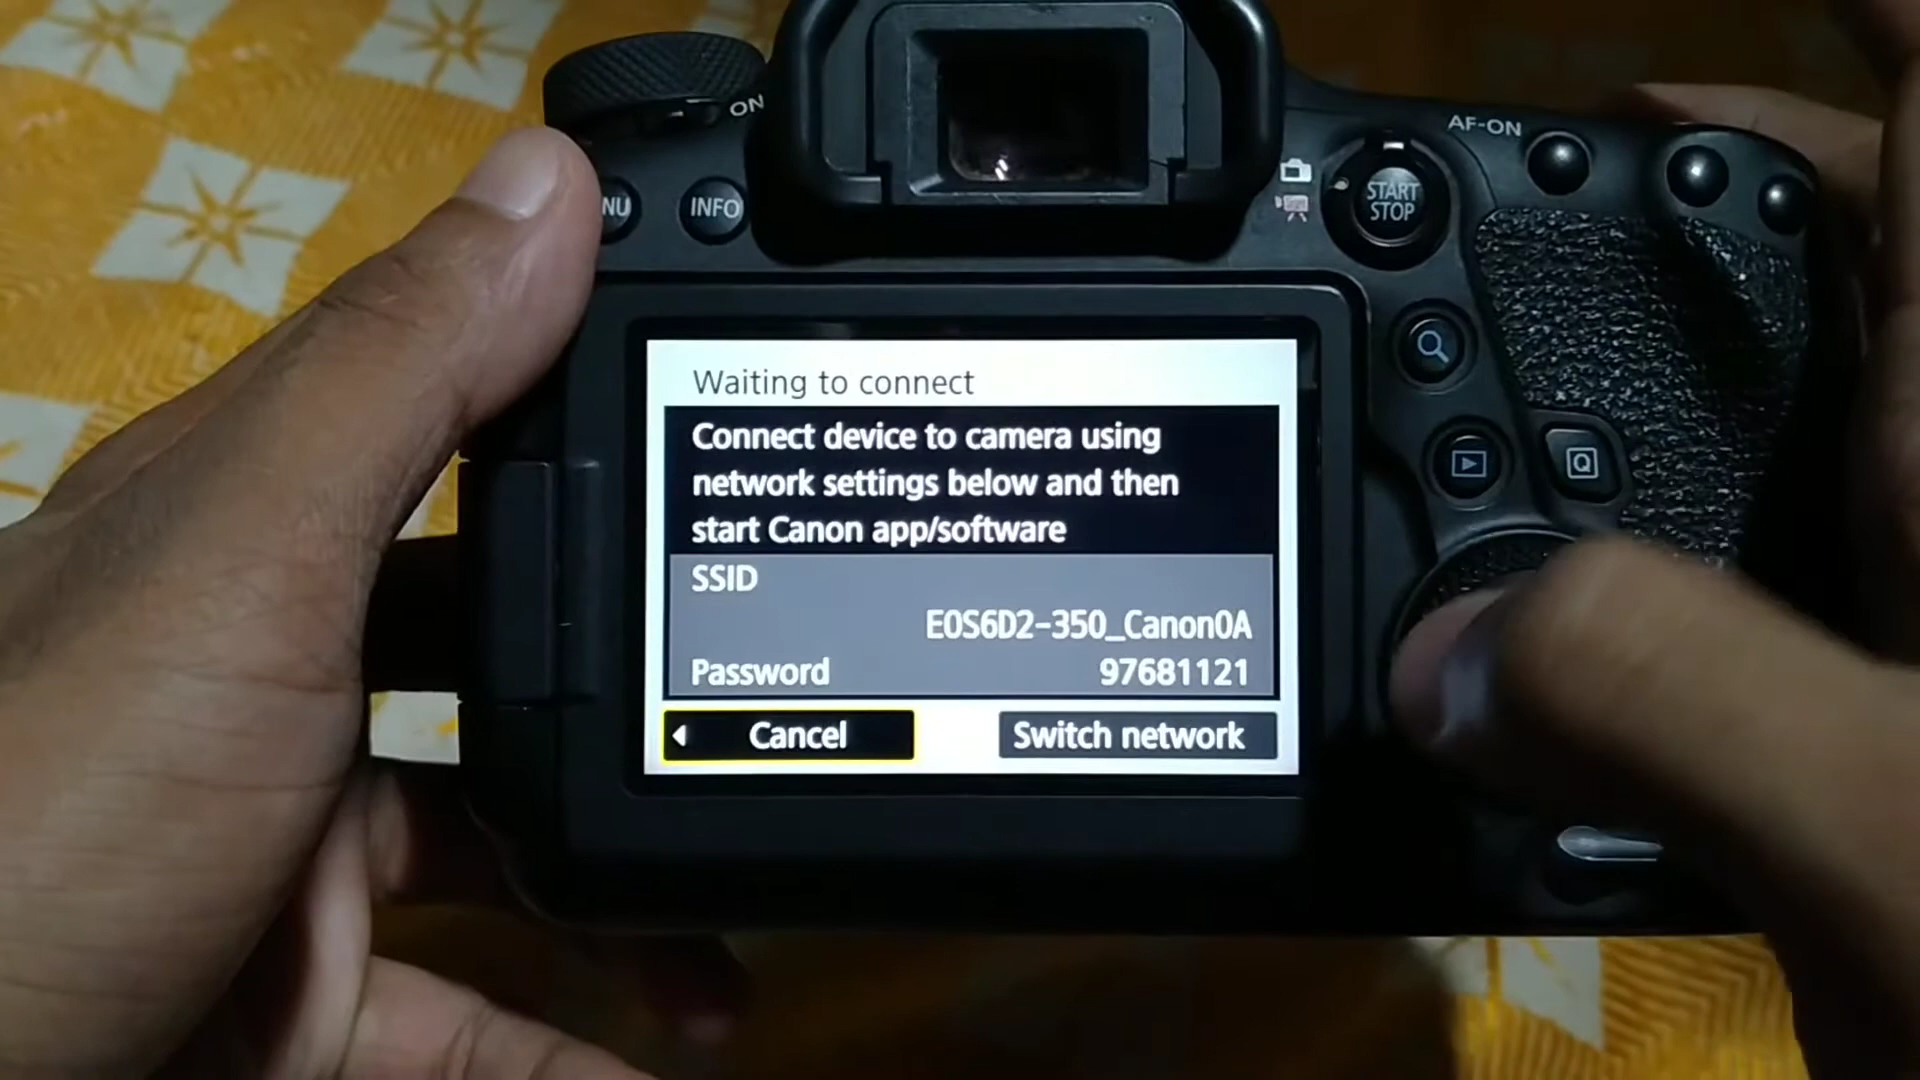 ON
AF-ON
NU
INFO
START
STOP
Waiting to connect
Connect device to camera using
network settings below and then
start Canon app/software
SSID
EOS6D2-350_Canon0A
Password 97681121
Cancel Switch network
Q